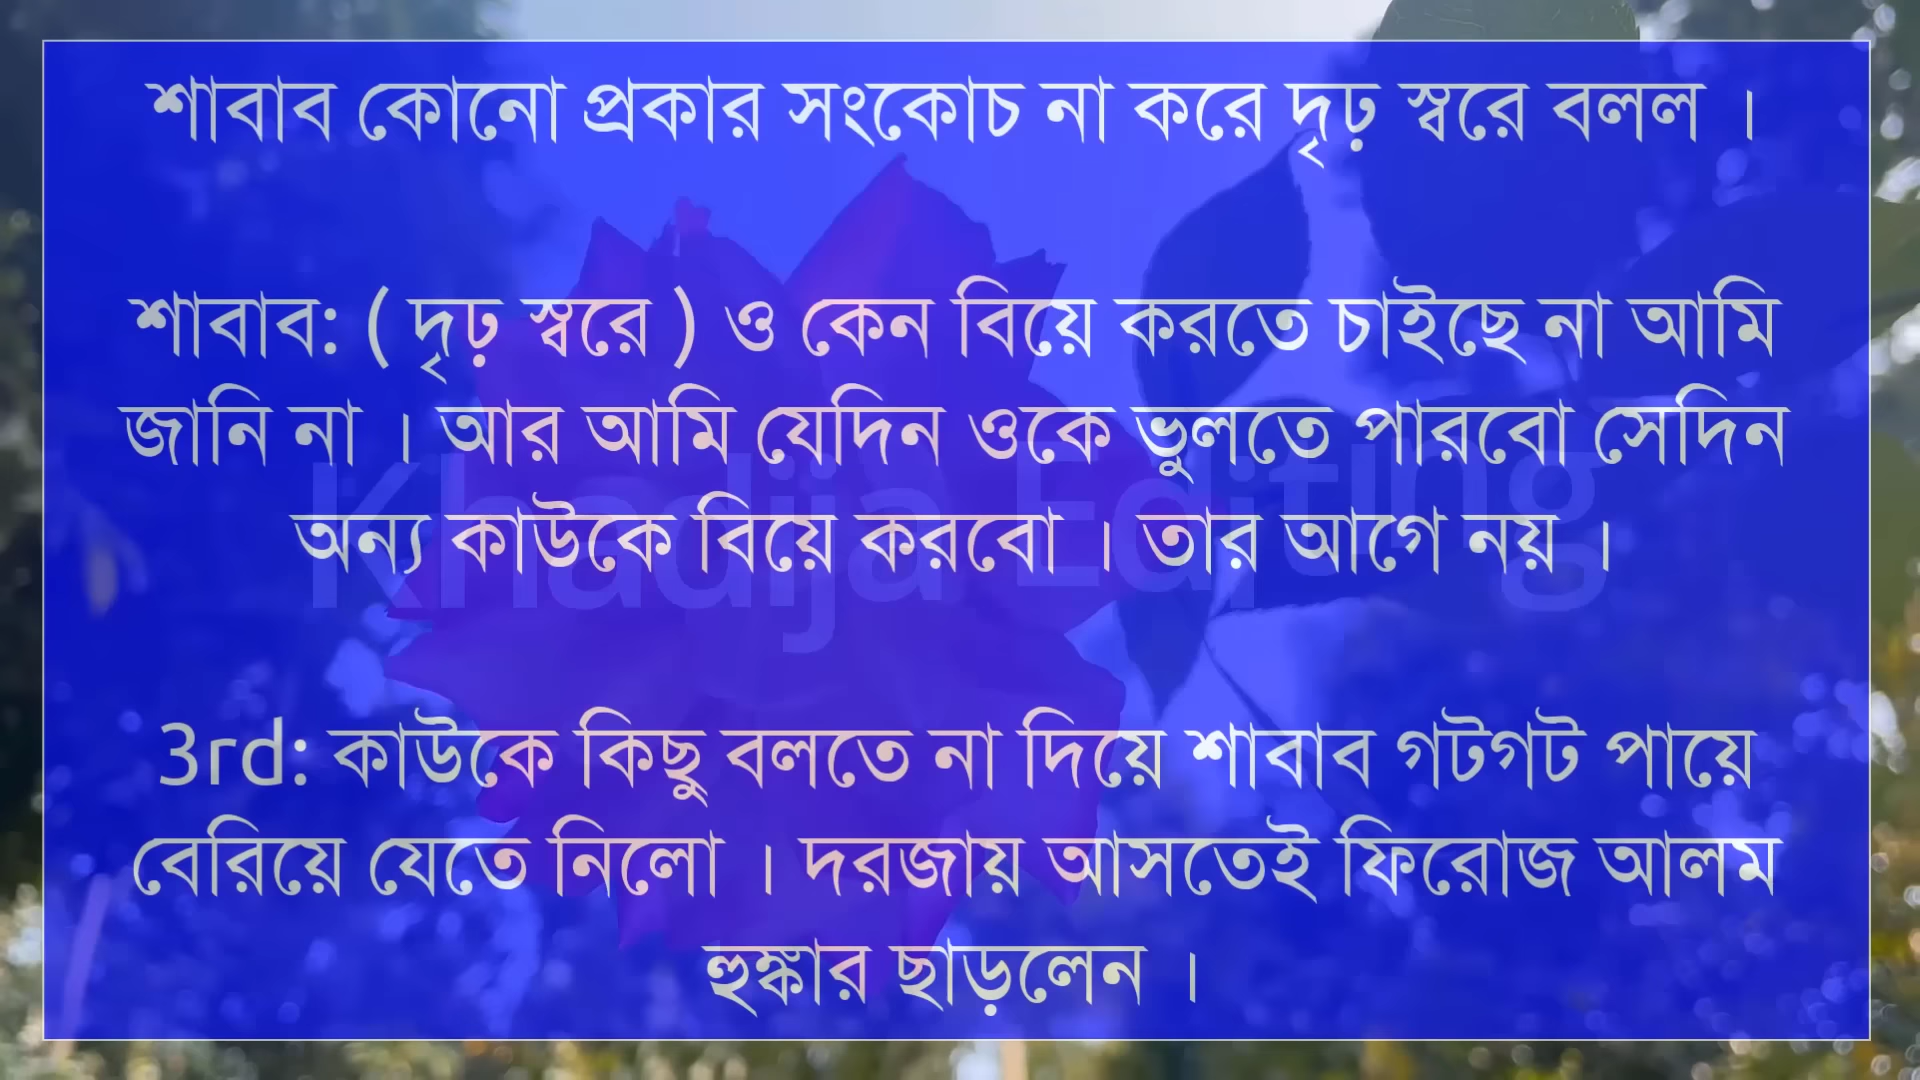 শাবাব কোনো প্রকার সংকোচ না করে দৃঢ় স্বরে বলল ।
শাবাব: ( দৃঢ় স্বরে ) ও কেন বিয়ে করতে চাইছে না আমি
জানি না । আর আমি যেদিন ওকে ভুলতে পারবো সেদিন
অন্য কাউকে বিয়ে করবো । তার আগে নয় ।
Khadija Editing
3rd: কাউকে কিছু বলতে না দিয়ে শাবাব গটগট পায়ে
বেরিয়ে যেতে নিলো । দরজায় আসতেই ফিরোজ আলম
হুঙ্কার ছাড়লেন ।